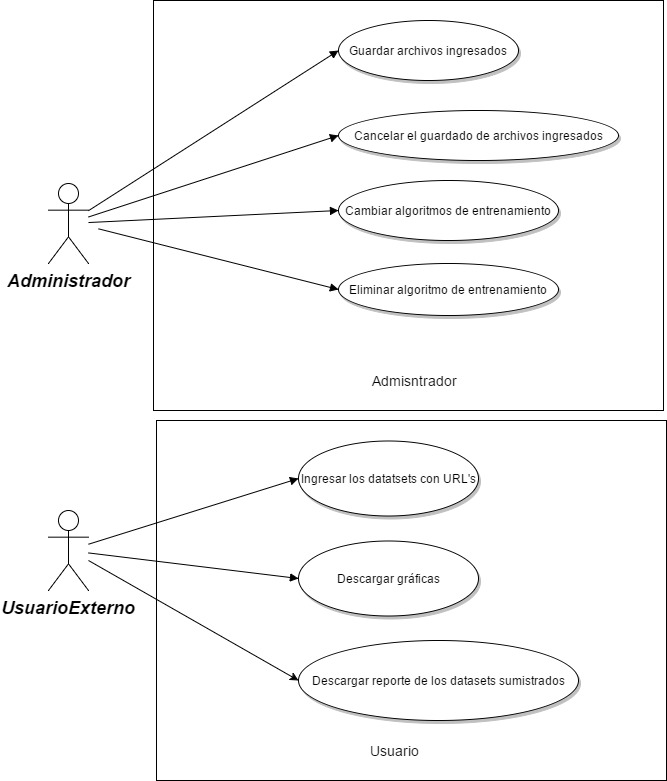 Guardar archivos ingresados
Cancelar el guardado de archivos ingresados
Cambiar algoritmos de entrenamiento
Administrador
Eliminar algoritmo de entrenamiento
Admisntrador
Ingresar los datatsets con URL's
UsuarioExterno
Descargar gráficas
Descargar reporte de los datasets sumistrados
Usuario